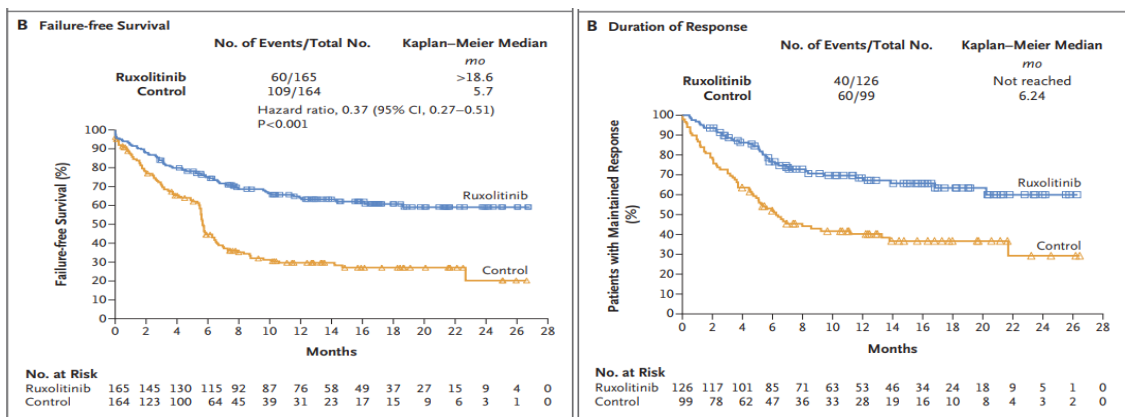 B Failure-free Survival
No. of Events/Total No. Kaplan–Meier Median
mo
Ruxolitinib 60/165 >18.6
Control 109/164 5.7
Hazard ratio, 0.37 (95% CI, 0.27–0.51)
P<0.001
Failure-free Survival (%)
100
90
80
70
60
50
40
30
20
10
0
Ruxolitinib
Control
0 2 4 6 8 10 12 14 16 18 20 22 24 26 28
Months
No. at Risk
Ruxolitinib 165 145 130 115 92 87 76 58 49 37 27 15 9 4 0
Control 164 123 100 64 45 39 31 23 17 15 9 6 3 1 0
B Duration of Response
No. of Events/Total No. Kaplan–Meier Median
mo
Ruxolitinib 40/126 Not reached
Control 60/99 6.24
Patients with Maintained Response
(%)
100
90
80
70
60
50
40
30
20
10
0
Ruxolitinib
Control
0 2 4 6 8 10 12 14 16 18 20 22 24 26 28
Months
No. at Risk
Ruxolitinib 126 117 101 85 71 63 53 46 34 24 18 9 5 1 0
Control 99 78 62 47 36 33 28 19 16 10 8 4 3 2 0